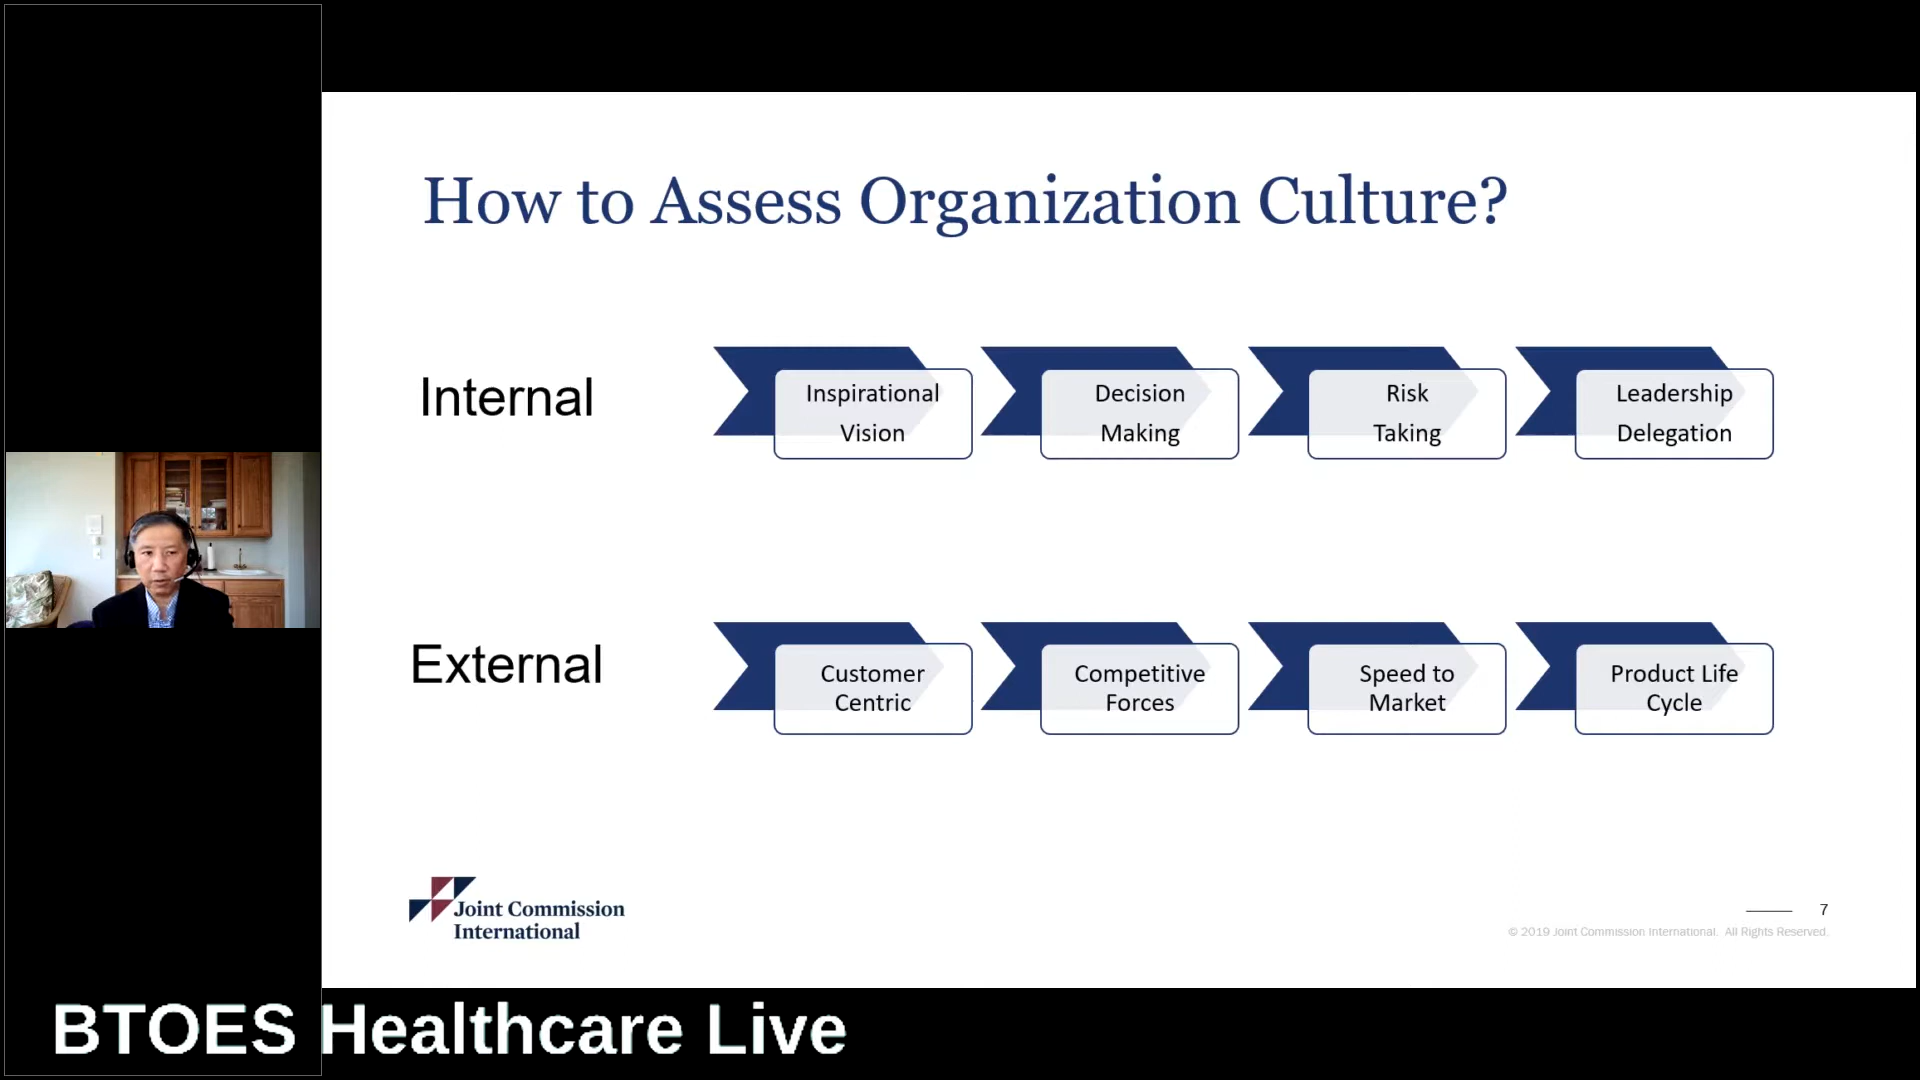 How to Assess Organization Culture?
Internal
Inspirational
Vision
Decision
Making
Risk
Taking
Leadership
Delegation
External
Customer
Centric
Competitive
Forces
Speed to
Market
Product Life
Cycle
Joint Commission
International
7
© 2019 Joint Commission International. All Rights Reserved.
BTOES Healthcare Live